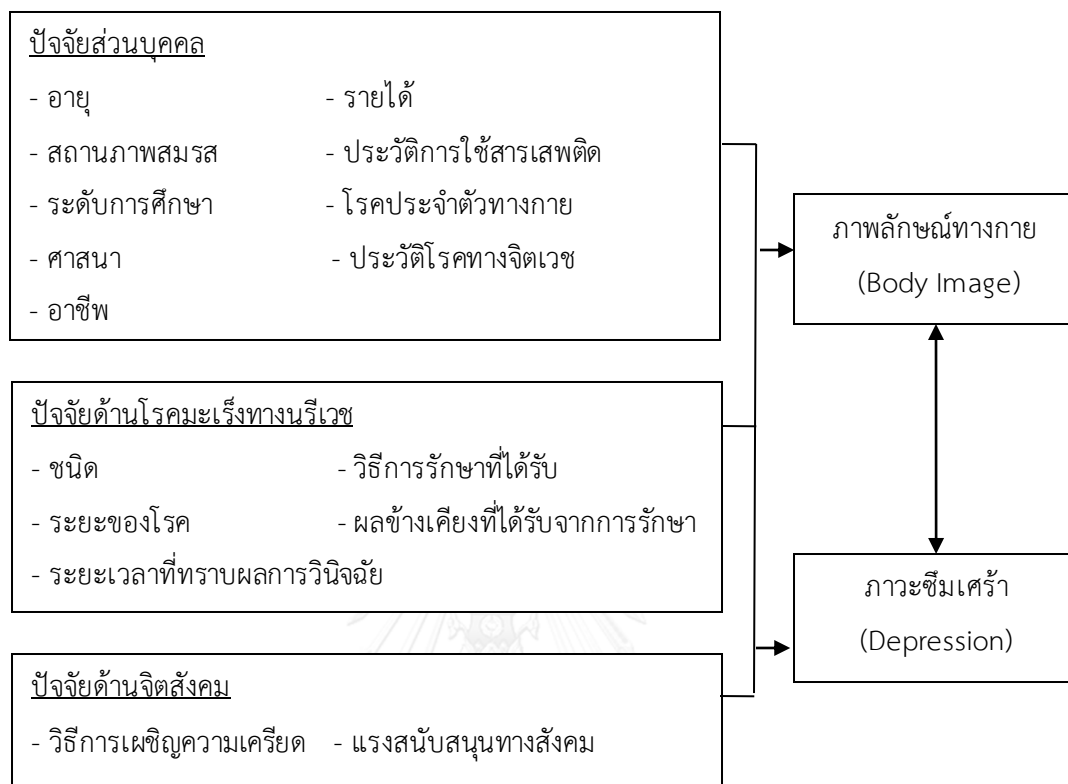 ปัจจัยส่วนบุคคล
- อายุ - รายได้
- สถานภาพสมรส - ประวัติการใช้สารเสพติด
- ระดับการศึกษา - โรคประจำตัวทางกาย
- ศาสนา - ประวัติโรคทางจิตเวช
- อาชีพ
ภาพลักษณ์ทางกาย
(Body Image)
ปัจจัยด้านโรคมะเร็งทางนรีเวช
- ชนิด - วิธีการรักษาที่ได้รับ
- ระยะของโรค - ผลข้างเคียงที่ได้รับจากการรักษา
- ระยะเวลาที่ทราบผลการวินิจฉัย
ภาวะซึมเศร้า
(Depression)
ปัจจัยด้านจิตสังคม
- วิธีการเผชิญความเครียด - แรงสนับสนุนทางสังคม